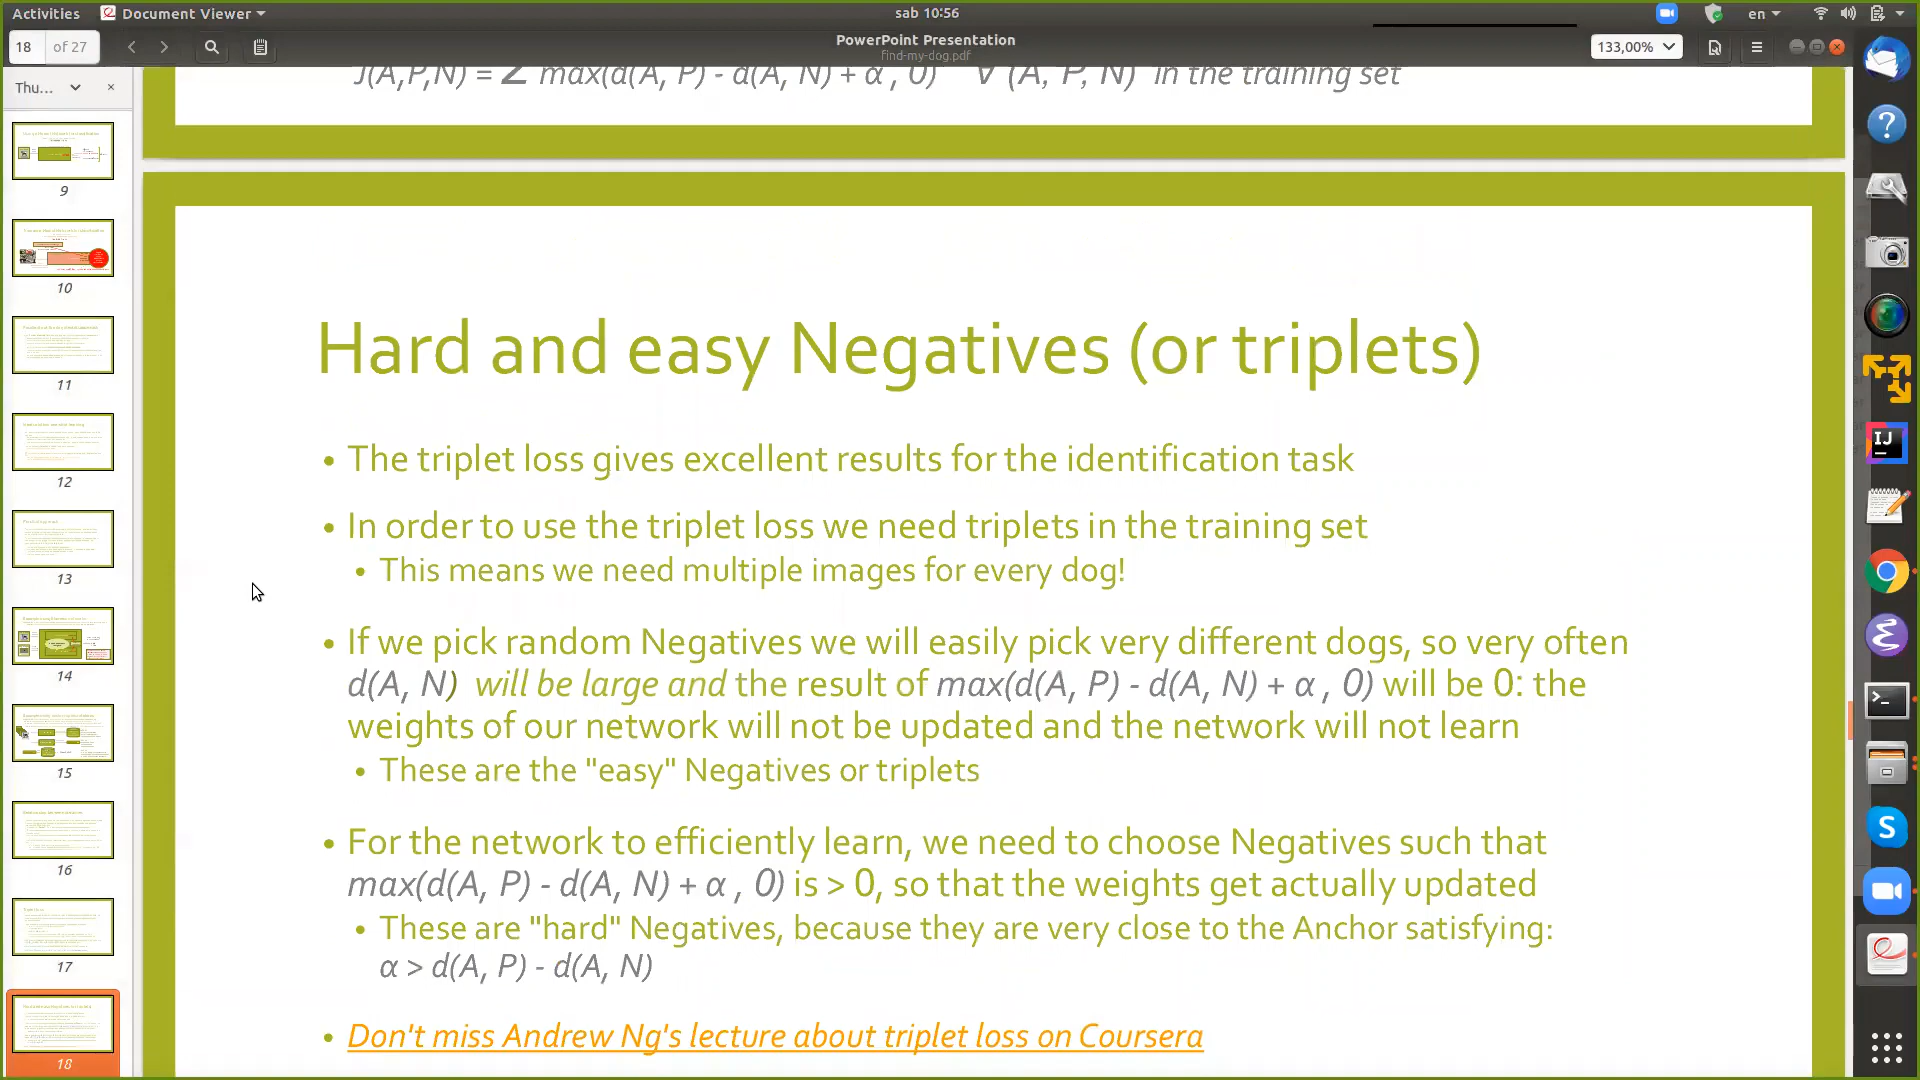 Activities Document Viewer sab 10:56 en
18 of 27 PowerPoint Presentation 133,00%
find-my-dog.pdf
Thu...
J(A,P,N) = Σ max(d(A, P) - d(A, N) + α , 0) ∀ (A, P, N) in the training set
Hard and easy Negatives (or triplets)
• The triplet loss gives excellent results for the identification task
• In order to use the triplet loss we need triplets in the training set
• This means we need multiple images for every dog!
• If we pick random Negatives we will easily pick very different dogs, so very often
d(A, N) will be large and the result of max(d(A, P) - d(A, N) + α , 0) will be 0: the
weights of our network will not be updated and the network will not learn
• These are the "easy" Negatives or triplets
• For the network to efficiently learn, we need to choose Negatives such that
max(d(A, P) - d(A, N) + α , 0) is > 0, so that the weights get actually updated
• These are "hard" Negatives, because they are very close to the Anchor satisfying:
α > d(A, P) - d(A, N)
• Don't miss Andrew Ng's lecture about triplet loss on Coursera
9
10
11
12
13
14
15
16
17
18
IJ